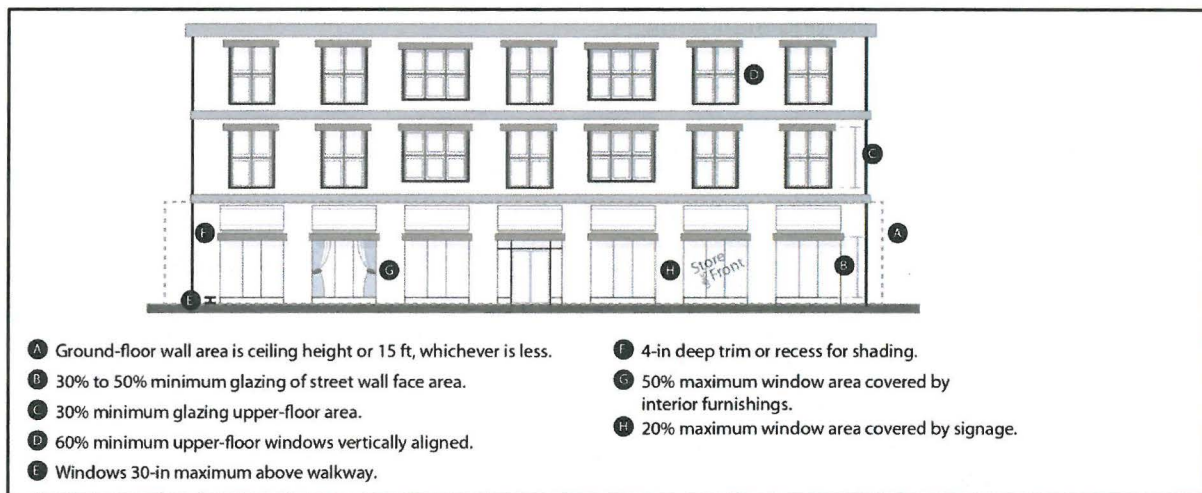 D
C
F
A
G
H
Store
Front
B
E
A Ground-floor wall area is ceiling height or 15 ft, whichever is less.
B 30% to 50% minimum glazing of street wall face area.
C 30% minimum glazing upper-floor area.
D 60% minimum upper-floor windows vertically aligned.
E Windows 30-in maximum above walkway.
F 4-in deep trim or recess for shading.
G 50% maximum window area covered by
interior furnishings.
H 20% maximum window area covered by signage.